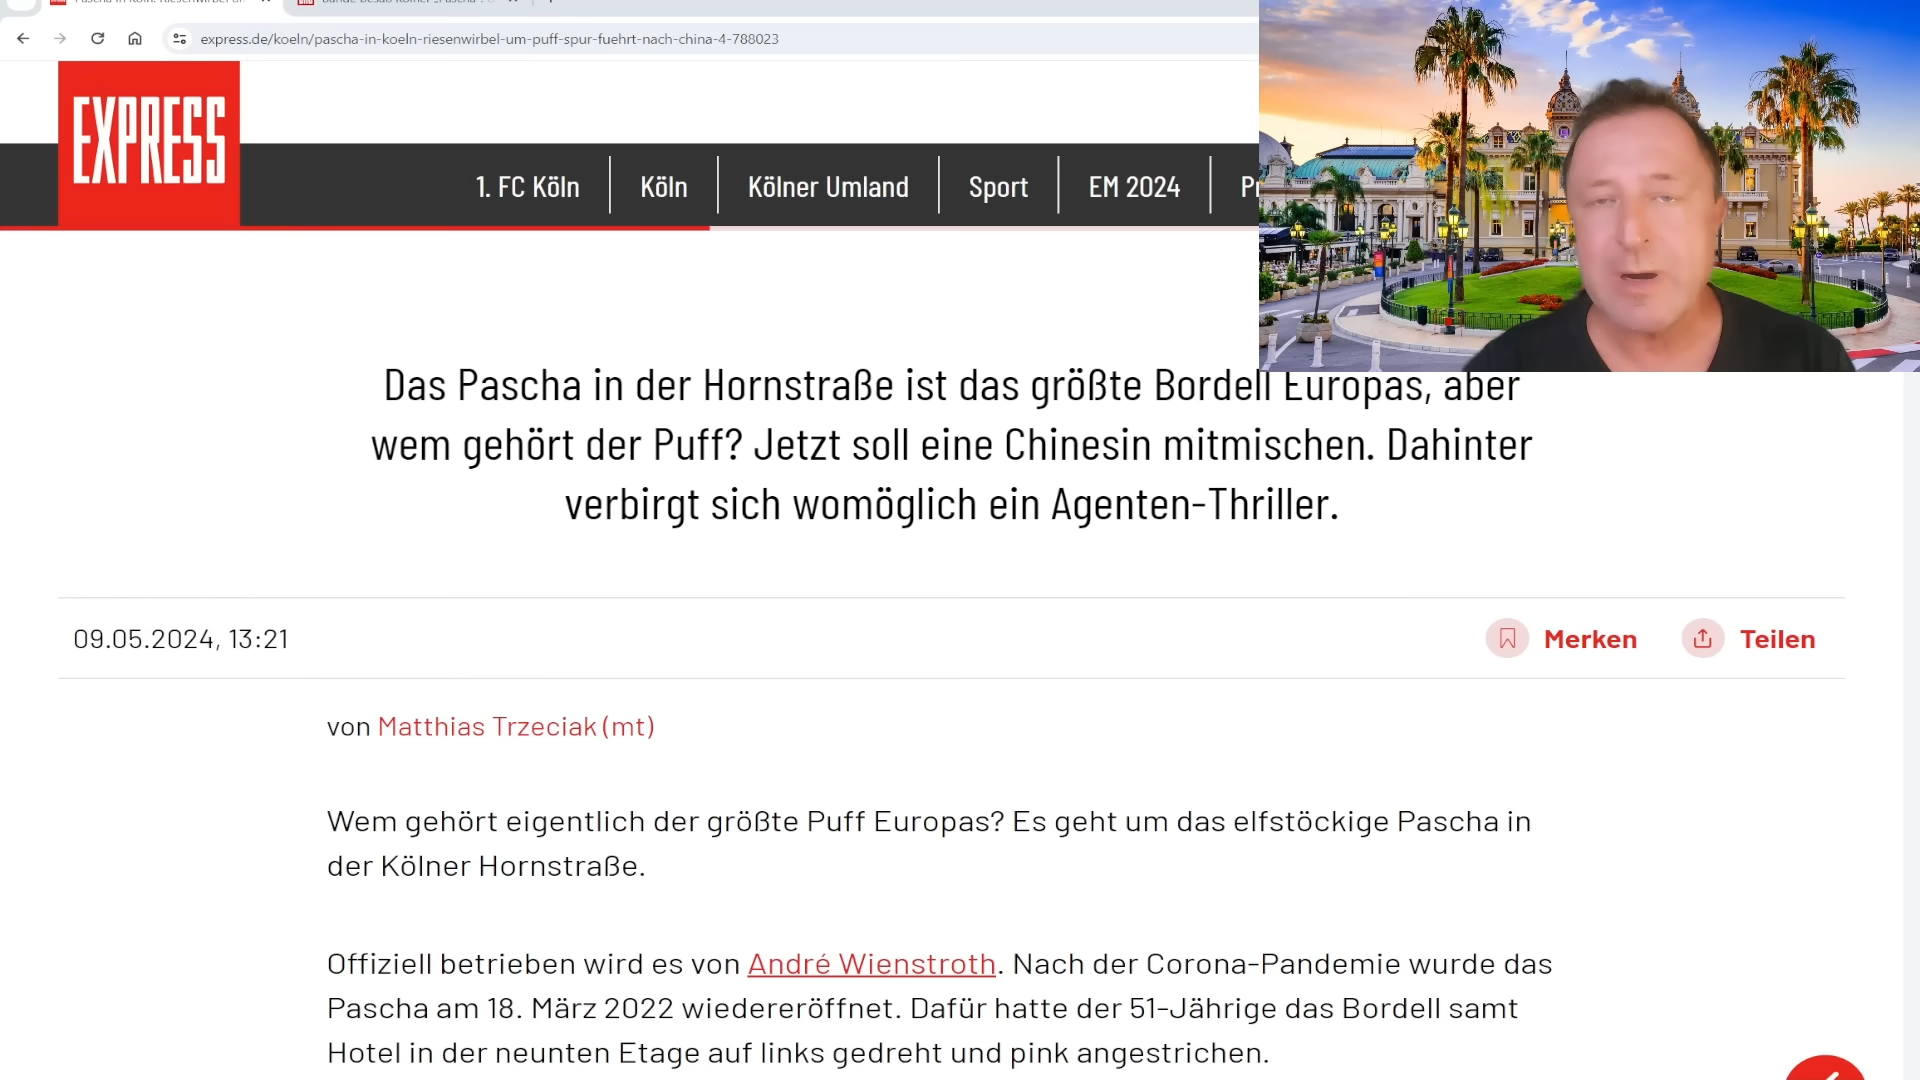 express.de/koeln/pascha-in-koeln-riesenwirbel-um-puff-spur-fuehrt-nach-china-4-788023
EXPRESS
1. FC Köln
Köln
Kölner Umland
Sport
EM 2024
Das Pascha in der Hornstraße ist das größte Bordell Europas, aber
wem gehört der Puff? Jetzt soll eine Chinesin mitmischen. Dahinter
verbirgt sich womöglich ein Agenten-Thriller.
09.05.2024, 13:21
Merken
Teilen
von Matthias Trzeciak (mt)
Wem gehört eigentlich der größte Puff Europas? Es geht um das elfstöckige Pascha in
der Kölner Hornstraße.
Offiziell betrieben wird es von André Wienstroth. Nach der Corona-Pandemie wurde das
Pascha am 18. März 2022 wiedereröffnet. Dafür hatte der 51-Jährige das Bordell samt
Hotel in der neunten Etage auf links gedreht und pink angestrichen.